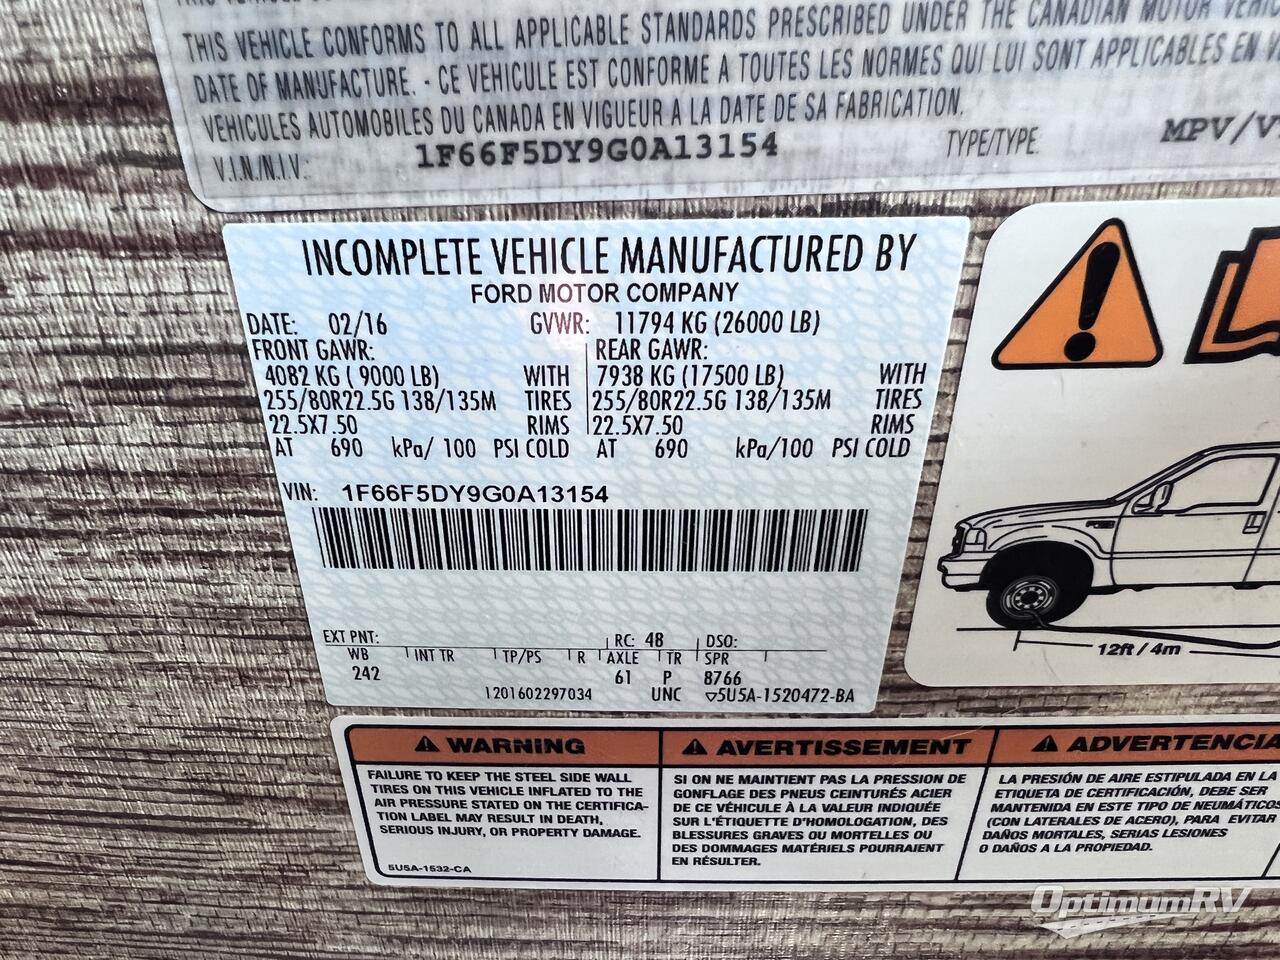 THIS VEHICLE CONFORMS TO ALL APPLICABLE STANDARDS PRESCRIBED UNDER THE CANADIAN MOTOR
DATE OF MANUFACTURE. - CE VEHICULE EST CONFORME A TOUTES LES NORMES QUI LUI SONT APPLICABLES EN
VEHICULES AUTOMOBILES DU CANADA EN VIGUEUR A LA DATE DE SA FABRICATION.
V.I.N./N.I.V.: 1F66F5DY9G0A13154 TYPE/TYPE: MPV/V
INCOMPLETE VEHICLE MANUFACTURED BY
FORD MOTOR COMPANY
DATE: 02/16 GVWR: 11794 KG (26000 LB)
FRONT GAWR: REAR GAWR:
4082 KG ( 9000 LB) WITH 7938 KG (17500 LB) WITH
255/80R22.5G 138/135M TIRES 255/80R22.5G 138/135M TIRES
22.5X7.50 RIMS 22.5X7.50 RIMS
AT 690 kPa/ 100 PSI COLD AT 690 kPa/100 PSI COLD
VIN: 1F66F5DY9G0A13154
EXT PNT: RC: 48 DSO:
WB INT TR TP/PS R AXLE TR SPR
242 61 P 8766
1201602297034 UNC ▽5U5A-1520472-BA
12ft / 4m
WARNING
FAILURE TO KEEP THE STEEL SIDE WALL
TIRES ON THIS VEHICLE INFLATED TO THE
AIR PRESSURE STATED ON THE CERTIFICA-
TION LABEL MAY RESULT IN DEATH,
SERIOUS INJURY, OR PROPERTY DAMAGE.
5U5A-1532-CA
AVERTISSEMENT
SI ON NE MAINTIENT PAS LA PRESSION DE
GONFLAGE DES PNEUS CEINTURÉS ACIER
DE CE VÉHICULE À LA VALEUR INDIQUÉE
SUR L'ÉTIQUETTE D'HOMOLOGATION, DES
BLESSURES GRAVES OU MORTELLES OU
DES DOMMAGES MATÉRIELS POURRAIENT
EN RÉSULTER.
ADVERTENCIA
LA PRESIÓN DE AIRE ESTIPULADA EN LA
ETIQUETA DE CERTIFICACIÓN, DEBE SER
MANTENIDA EN ESTE TIPO DE NEUMÁTICOS
(CON LATERALES DE ACERO), PARA EVITAR
DAÑOS MORTALES, SERIAS LESIONES
O DAÑOS A LA PROPIEDAD.
OptimumRV